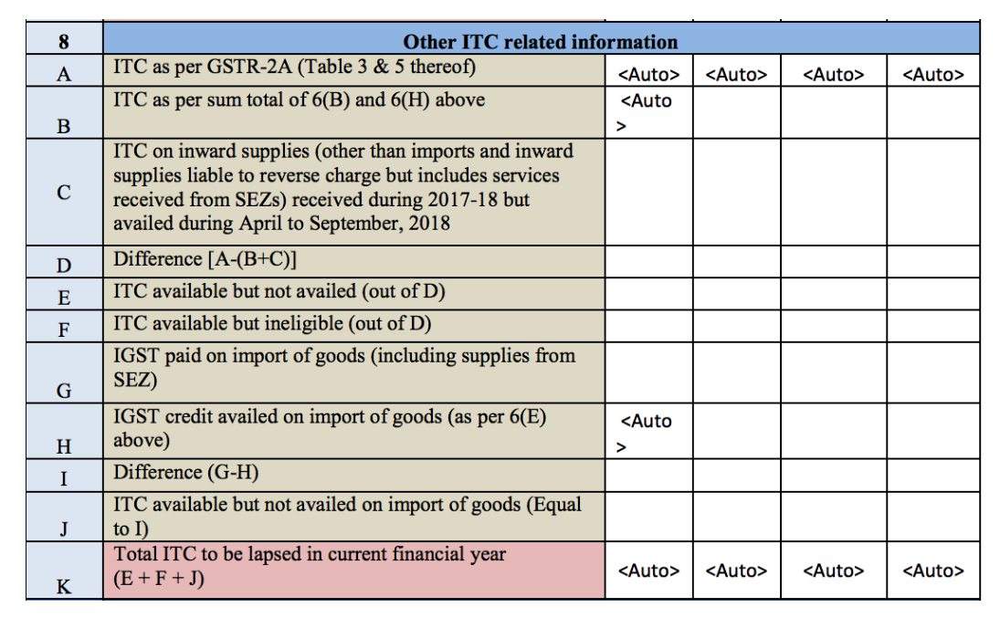 8 Other ITC related information
A ITC as per GSTR-2A (Table 3 & 5 thereof) <Auto> <Auto> <Auto> <Auto>
B ITC as per sum total of 6(B) and 6(H) above <Auto
>
C ITC on inward supplies (other than imports and inward
supplies liable to reverse charge but includes services
received from SEZs) received during 2017-18 but
availed during April to September, 2018
D Difference [A-(B+C)]
E ITC available but not availed (out of D)
F ITC available but ineligible (out of D)
G IGST paid on import of goods (including supplies from
SEZ)
H IGST credit availed on import of goods (as per 6(E) <Auto
above) >
I Difference (G-H)
J ITC available but not availed on import of goods (Equal
to I)
K Total ITC to be lapsed in current financial year
(E + F + J) <Auto> <Auto> <Auto> <Auto>